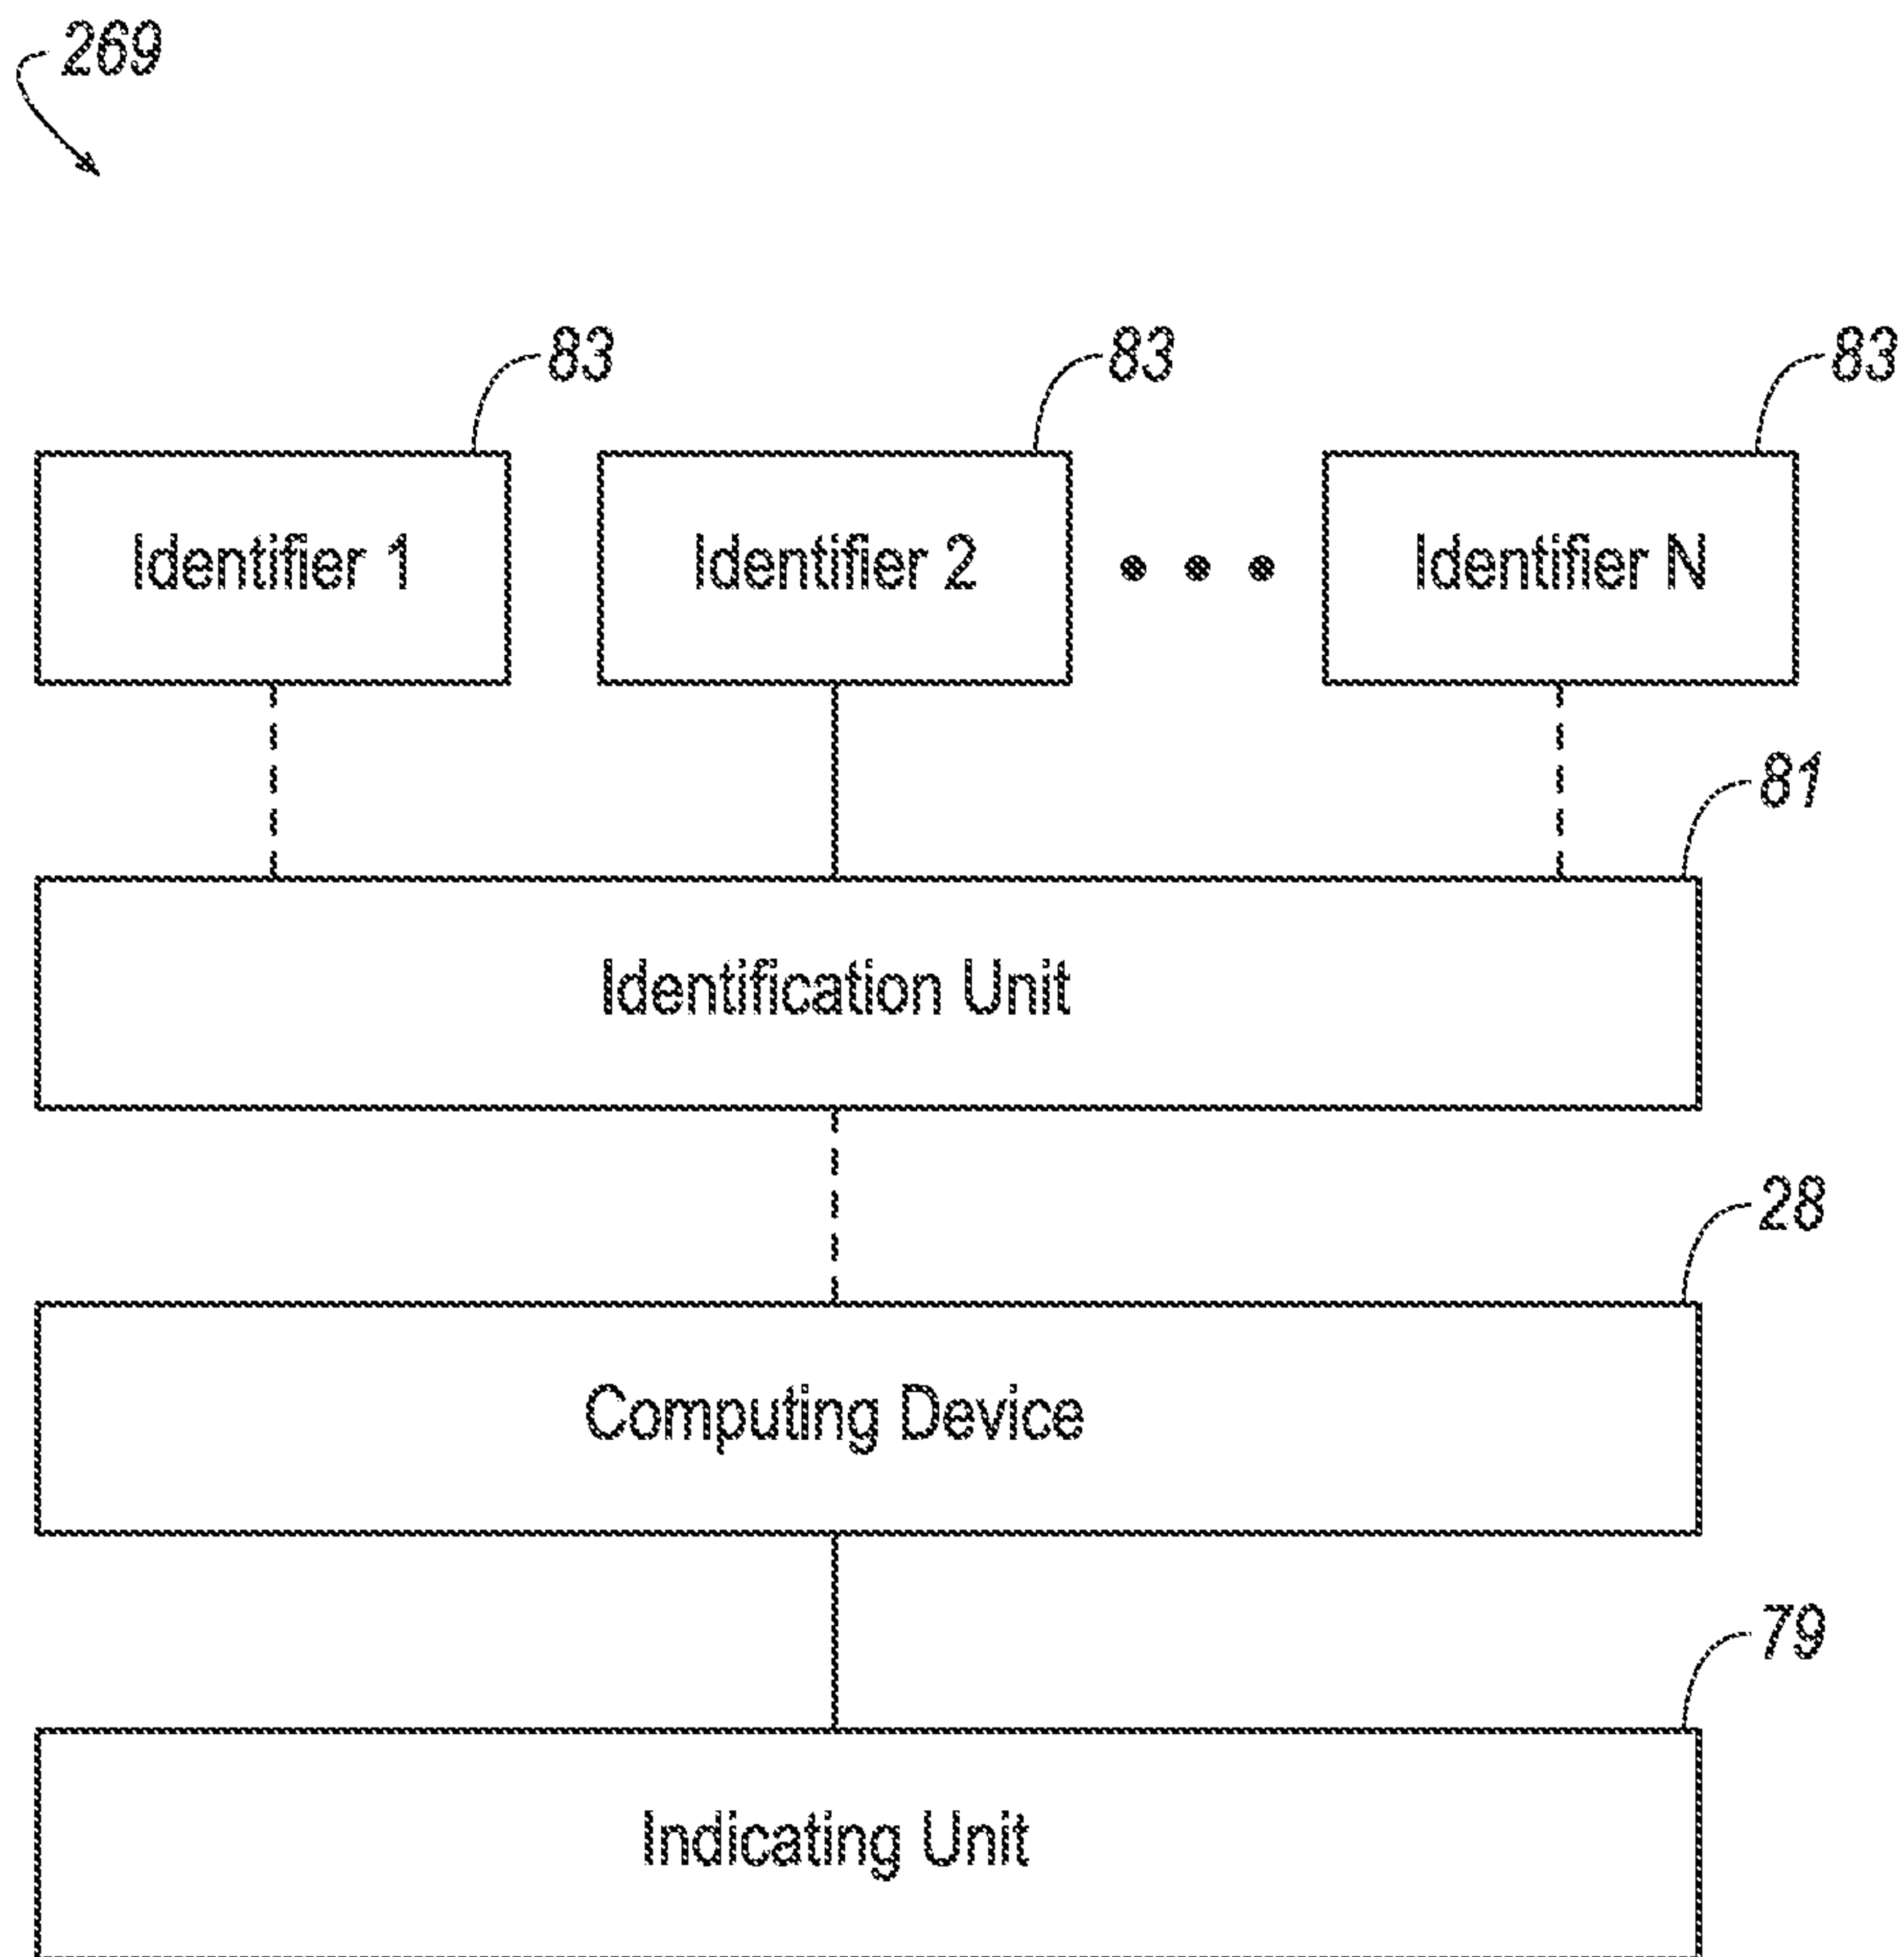 269
83
83
83
Identifier 1
Identifier 2
Identifier N
81
Identification Unit
28
Computing Device
79
Indicating Unit